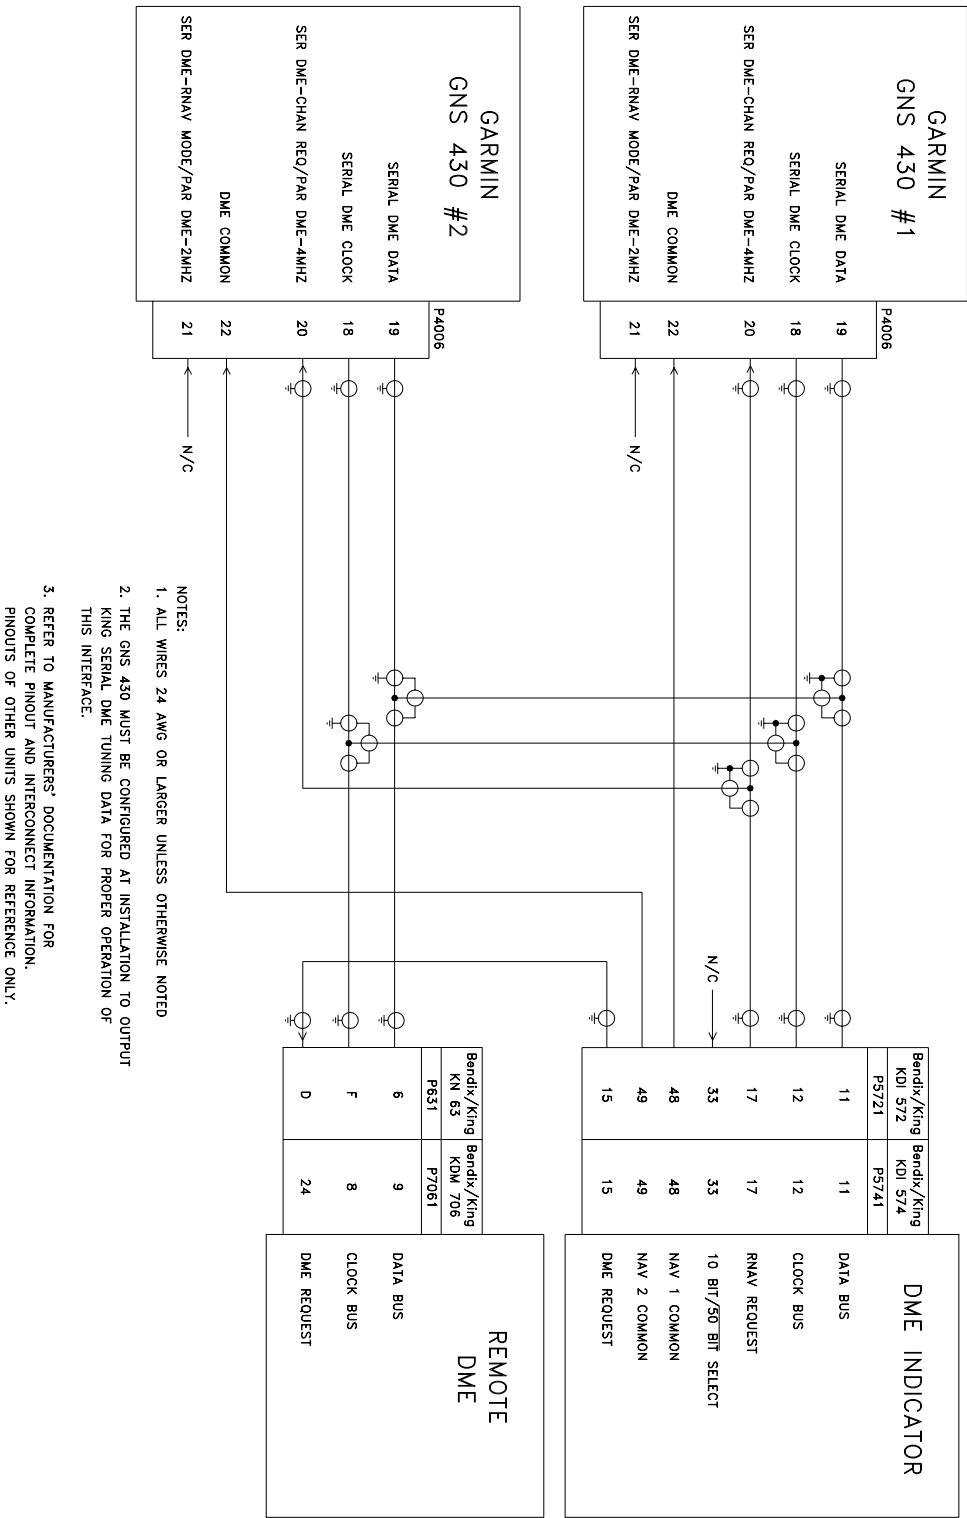 GARMIN
GNS 430 #1
P4006
SERIAL DME DATA 19
SERIAL DME CLOCK 18
SER DME-CHAN REQ/PAR DME-4MHZ 20
DME COMMON 22
SER DME-RNAV MODE/PAR DME-2MHZ 21
N/C
GARMIN
GNS 430 #2
P4006
SERIAL DME DATA 19
SERIAL DME CLOCK 18
SER DME-CHAN REQ/PAR DME-4MHZ 20
DME COMMON 22
SER DME-RNAV MODE/PAR DME-2MHZ 21
N/C
N/C
DME INDICATOR
Bendix/King
KDI 572
Bendix/King
KDI 574
P5721 P5741
11 11 DATA BUS
12 12 CLOCK BUS
17 17 RNAV REQUEST
33 33 10 BIT/50 BIT SELECT
48 48 NAV 1 COMMON
49 49 NAV 2 COMMON
15 15 DME REQUEST
REMOTE
DME
Bendix/King
KN 63
Bendix/King
KDM 706
P631 P7061
6 9 DATA BUS
F 8 CLOCK BUS
D 24 DME REQUEST
NOTES:
1. ALL WIRES 24 AWG OR LARGER UNLESS OTHERWISE NOTED
2. THE GNS 430 MUST BE CONFIGURED AT INSTALLATION TO OUTPUT
KING SERIAL DME TUNING DATA FOR PROPER OPERATION OF
THIS INTERFACE.
3. REFER TO MANUFACTURERS' DOCUMENTATION FOR
COMPLETE PINOUT AND INTERCONNECT INFORMATION.
PINOUTS OF OTHER UNITS SHOWN FOR REFERENCE ONLY.